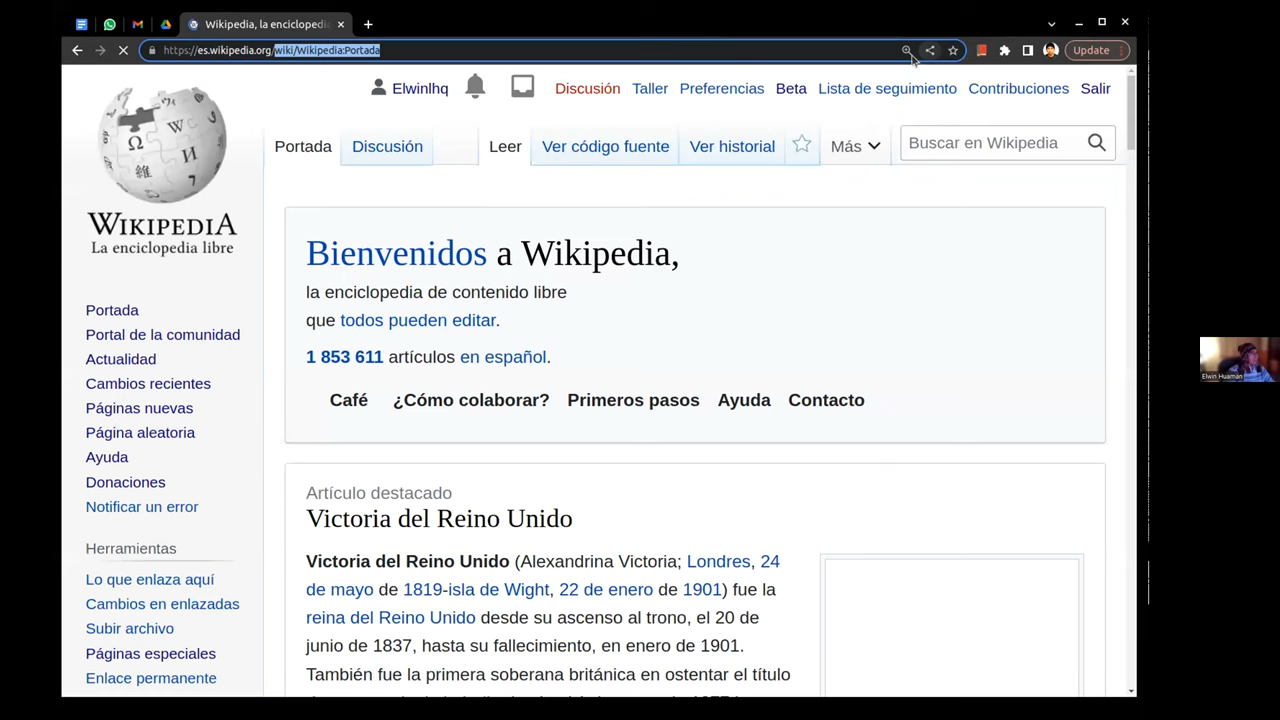 Wikipedia, la enciclopedi
https://es.wikipedia.org/wiki/Wikipedia:Portada
Update
Elwinlhq
Discusión
Taller
Preferencias
Beta
Lista de seguimiento
Contribuciones
Salir
Portada
Discusión
Leer
Ver código fuente
Ver historial
Más
Buscar en Wikipedia
WIKIPEDIA
La enciclopedia libre
Portada
Portal de la comunidad
Actualidad
Cambios recientes
Páginas nuevas
Página aleatoria
Ayuda
Donaciones
Notificar un error
Herramientas
Lo que enlaza aquí
Cambios en enlazadas
Subir archivo
Páginas especiales
Enlace permanente
Bienvenidos a Wikipedia,
la enciclopedia de contenido libre
que todos pueden editar.
1 853 611 artículos en español.
Café ¿Cómo colaborar? Primeros pasos Ayuda Contacto
Artículo destacado
Victoria del Reino Unido
Victoria del Reino Unido (Alexandrina Victoria; Londres, 24
de mayo de 1819-isla de Wight, 22 de enero de 1901) fue la
reina del Reino Unido desde su ascenso al trono, el 20 de
junio de 1837, hasta su fallecimiento, en enero de 1901.
También fue la primera soberana británica en ostentar el título
Elwin Huaman